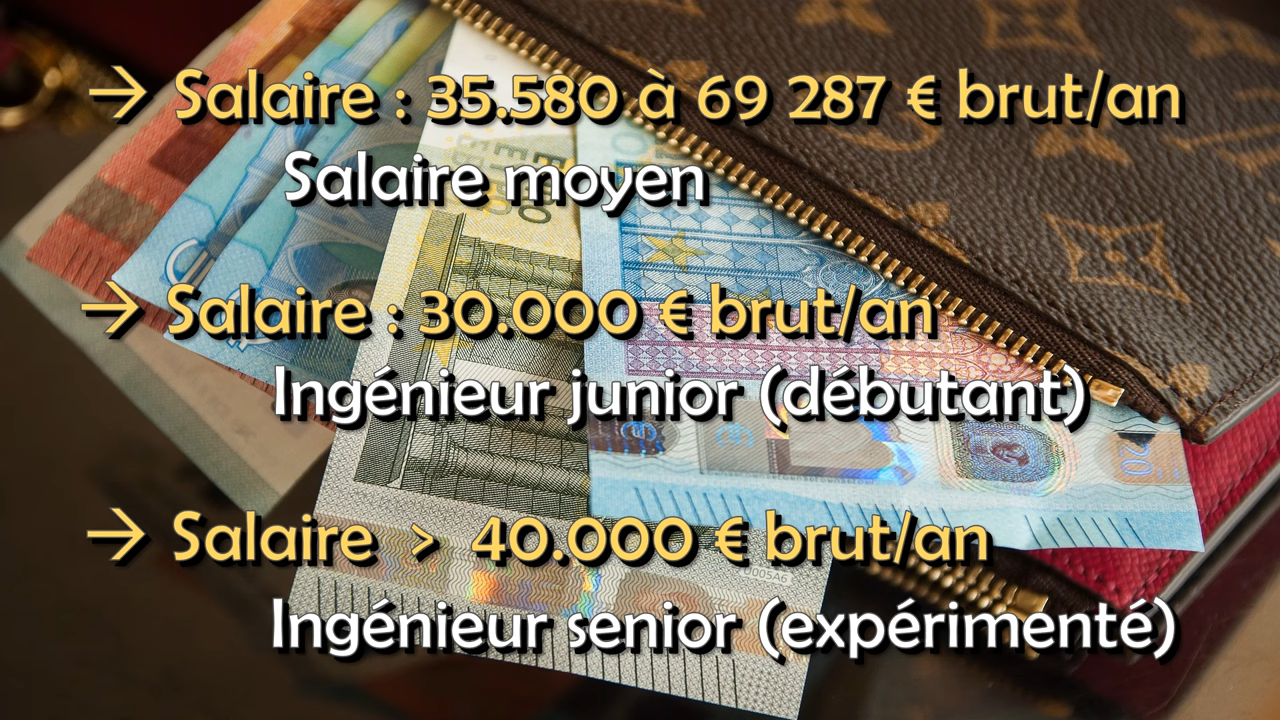 → Salaire : 35.580 à 69 287 € brut/an
Salaire moyen
→ Salaire : 30.000 € brut/an
Ingénieur junior (débutant)
→ Salaire > 40.000 € brut/an
Ingénieur senior (expérimenté)